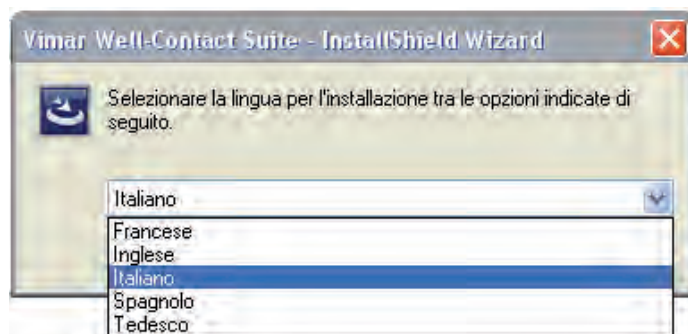 Vimar Well-Contact Suite - InstallShield Wizard
Selezionare la lingua per l'installazione tra le opzioni indicate di
seguito.
Italiano
Francese
Inglese
Italiano
Spagnolo
Tedesco